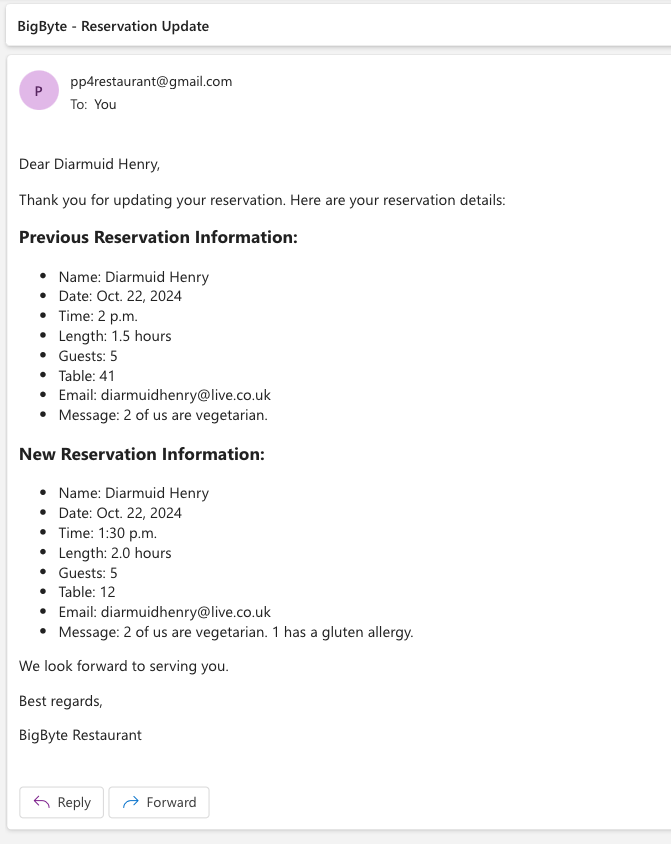 BigByte - Reservation Update
P
pp4restaurant@gmail.com
To: You
Dear Diarmuid Henry,
Thank you for updating your reservation. Here are your reservation details:
Previous Reservation Information:
• Name: Diarmuid Henry
• Date: Oct. 22, 2024
• Time: 2 p.m.
• Length: 1.5 hours
• Guests: 5
• Table: 41
• Email: diarmuidhenry@live.co.uk
• Message: 2 of us are vegetarian.
New Reservation Information:
• Name: Diarmuid Henry
• Date: Oct. 22, 2024
• Time: 1:30 p.m.
• Length: 2.0 hours
• Guests: 5
• Table: 12
• Email: diarmuidhenry@live.co.uk
• Message: 2 of us are vegetarian. 1 has a gluten allergy.
We look forward to serving you.
Best regards,
BigByte Restaurant
Reply Forward